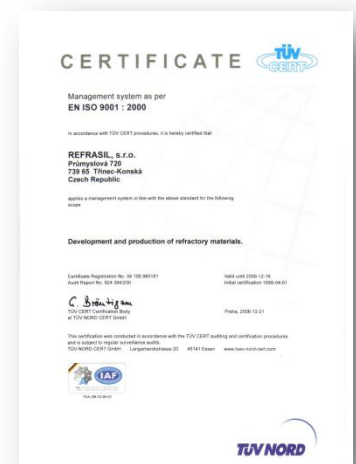 CERTIFICATE
TÜV
CERT
Management system as per
EN ISO 9001 : 2000
In accordance with TÜV CERT procedures, it is hereby certified that
REFRASIL, s.r.o.
Průmyslová 720
739 65 Třinec-Konská
Czech Republic
applies a management system in line with the above standard for the following
scope
Development and production of refractory materials.
Certificate Registration No. 04 100 960161
Audit Report No. 624 394/200
Valid until 2009-12-18
Initial certification 1996-04-01
TÜV CERT Certification Body
at TÜV NORD CERT GmbH
Praha, 2006-12-21
This certification was conducted in accordance with the TÜV CERT auditing and certification procedures
and is subject to regular surveillance audits.
TÜV NORD CERT GmbH Langemarckstrasse 20 45141 Essen www.tuev-nord-cert.com
IAF
TÜV NORD